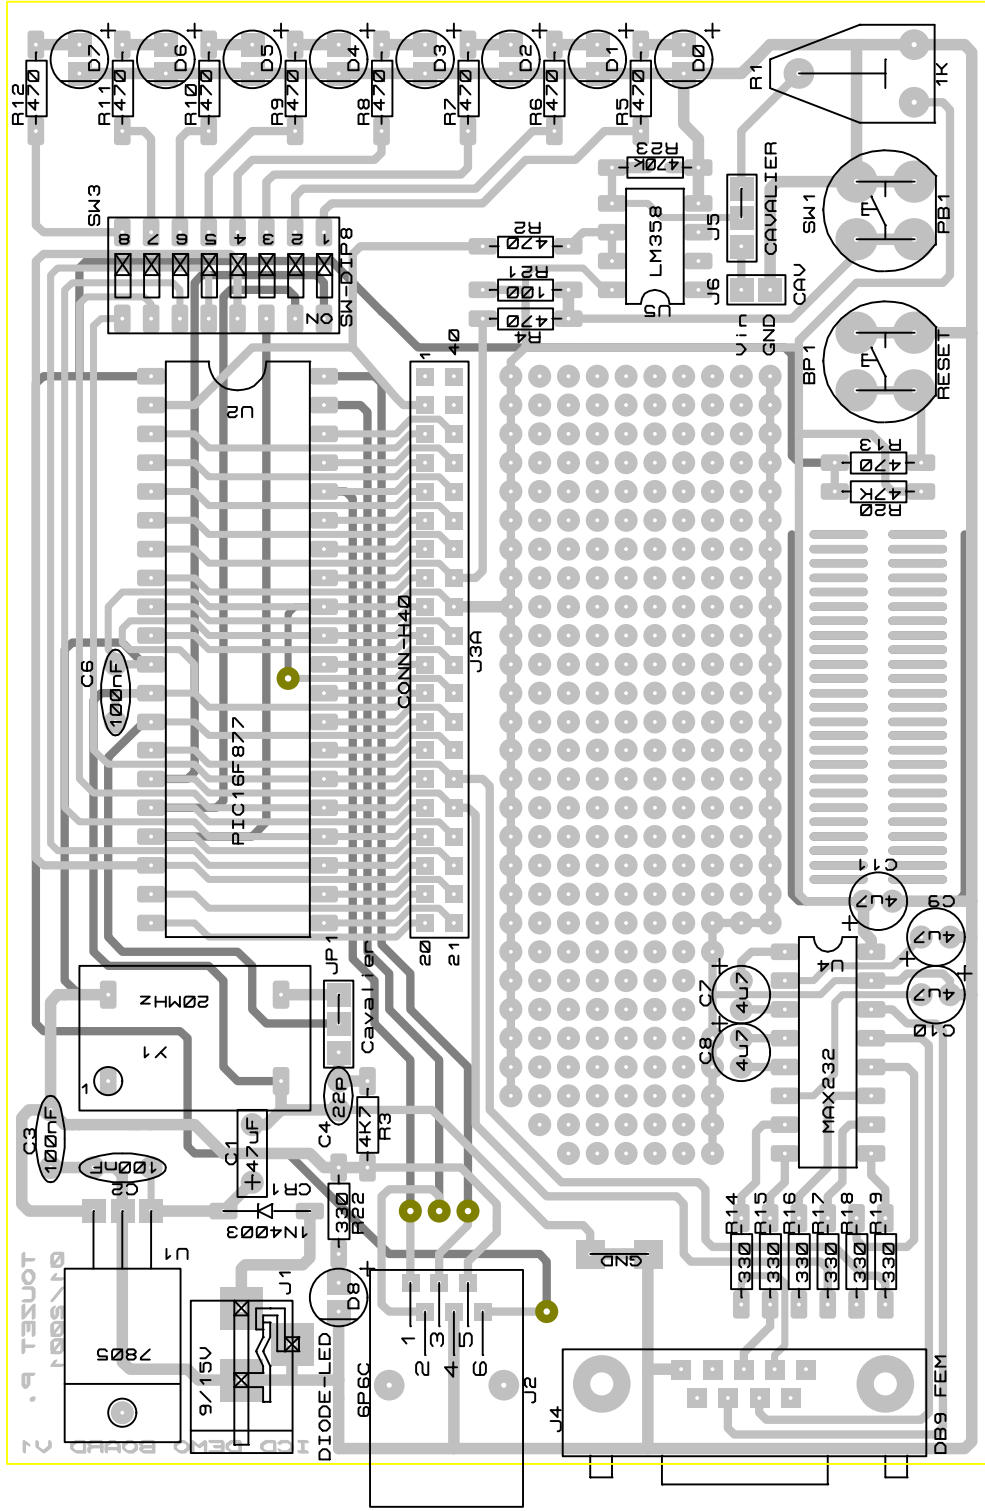 D7
D6
D5
D4
D3
D2
D1
D0
R12
470
R11
470
R10
470
R9
470
R8
470
R7
470
R6
470
R5
470
R1
1K
R23
470k
SW3
8
7
6
5
4
3
2
1
ON
SW-DIP8
R2
470
R21
100
R4
470
LM358
U5
J5
CAVALIER
J6
CAV
Vin
GND
SW1
PB1
BP1
RESET
R13
470
47K
R20
U2
PIC16F877
1
40
CONN-H40
J3A
20
21
C6
100nF
C11
4u7
C9
4u7
4u7
C10
C7
4u7
C8
4u7
U4
MAX232
20MHz
Y1
1
JP1
Cavalier
C4
22P
4K7
R3
C3
100nF
100nF
C2
C1
+47uF
CR1
1N4003
330
R22
D8
DIODE-LED
U1
7805
J1
9/15V
1
3
5
2
4
6
6P6C
J2
GND
R14
R15
R16
R17
R18
R19
330
330
330
330
330
330
J4
DB9 FEM
01/2001
TOUZET P.
ICD DEMO BOARD V7